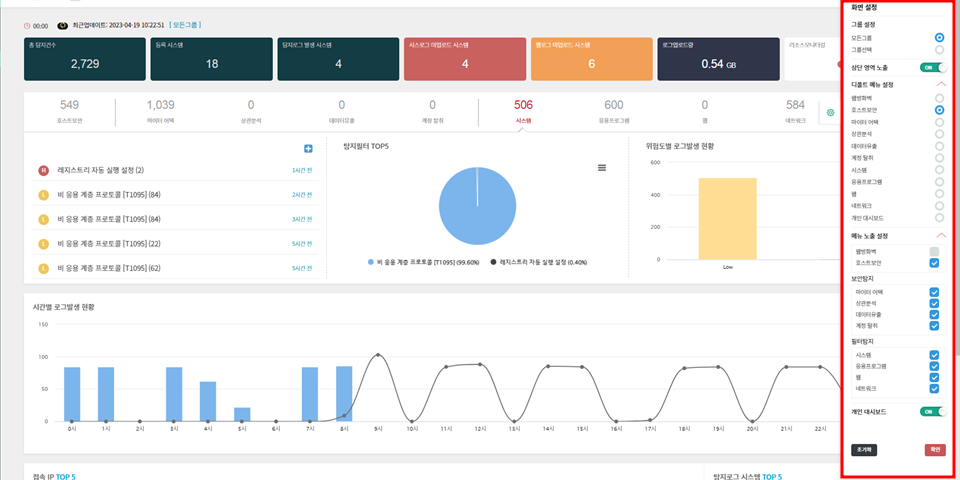 00:00 최근업데이트: 2023-04-19 10:22:51 [ 모든그룹 ]
총 탐지건수 등록 시스템 탐지로그 발생 시스템 시스로그 미업로드 시스템 웹로그 미업로드 시스템 로그업로드량 리소스모니터링
2,729 18 4 4 6 0.54 GB
549 1,039 0 0 0 506 600 0 584
호스트보안 마이터 어택 상관분석 데이터유출 계정 탈취 시스템 응용프로그램 웹 네트워크
탐지필터 TOP5
위험도별 로그발생 현황
H 레지스트리 자동 실행 설정 (2) 1시간 전
L 비 응용 계층 프로토콜 [T1095] (84) 2시간 전
L 비 응용 계층 프로토콜 [T1095] (84) 3시간 전
L 비 응용 계층 프로토콜 [T1095] (22) 5시간 전
L 비 응용 계층 프로토콜 [T1095] (62) 5시간 전
비 응용 계층 프로토콜 [T1095] (99.60%) 레지스트리 자동 실행 설정 (0.40%)
600
400
200
0
Low
시간별 로그발생 현황
150
100
50
0
0시 1시 2시 3시 4시 5시 6시 7시 8시 9시 10시 11시 12시 13시 14시 15시 16시 17시 18시 19시 20시 21시 22시
접속 IP TOP 5
탐지로그 시스템 TOP 5
화면 설정
그룹 설정
모든그룹
그룹선택
상단 영역 노출 ON
디폴트 메뉴 설정
웹방화벽
호스트보안
마이터 어택
상관분석
데이터유출
계정 탈취
시스템
응용프로그램
웹
네트워크
개인 대시보드
메뉴 노출 설정
웹방화벽
호스트보안
보안탐지
마이터 어택
상관분석
데이터유출
계정 탈취
필터탐지
시스템
응용프로그램
웹
네트워크
개인 대시보드 ON
초기화 확인